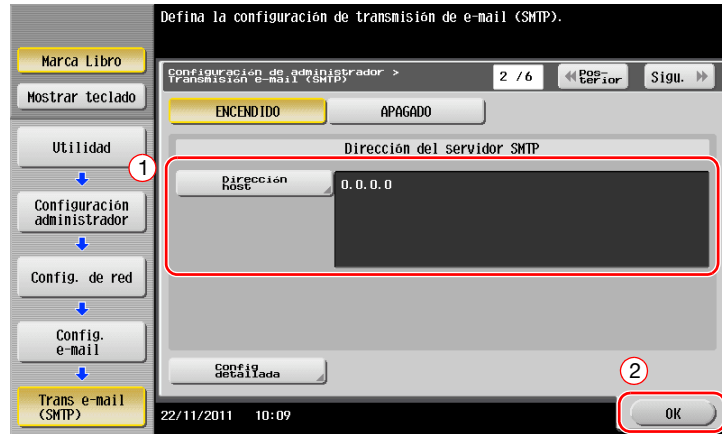 Defina la configuración de transmisión de e-mail (SMTP).
Marca Libro
Mostrar teclado
Utilidad
1
Configuración
administrador
Config. de red
Config.
e-mail
Trans e-mail
(SMTP)
Configuración de administrador >
Transmisión e-mail (SMTP)
2 /6
Pos-
terior
Sigu.
ENCENDIDO
APAGADO
Dirección del servidor SMTP
Dirección
host
0.0.0.0
Config
detallada
2
22/11/2011 10:09
OK